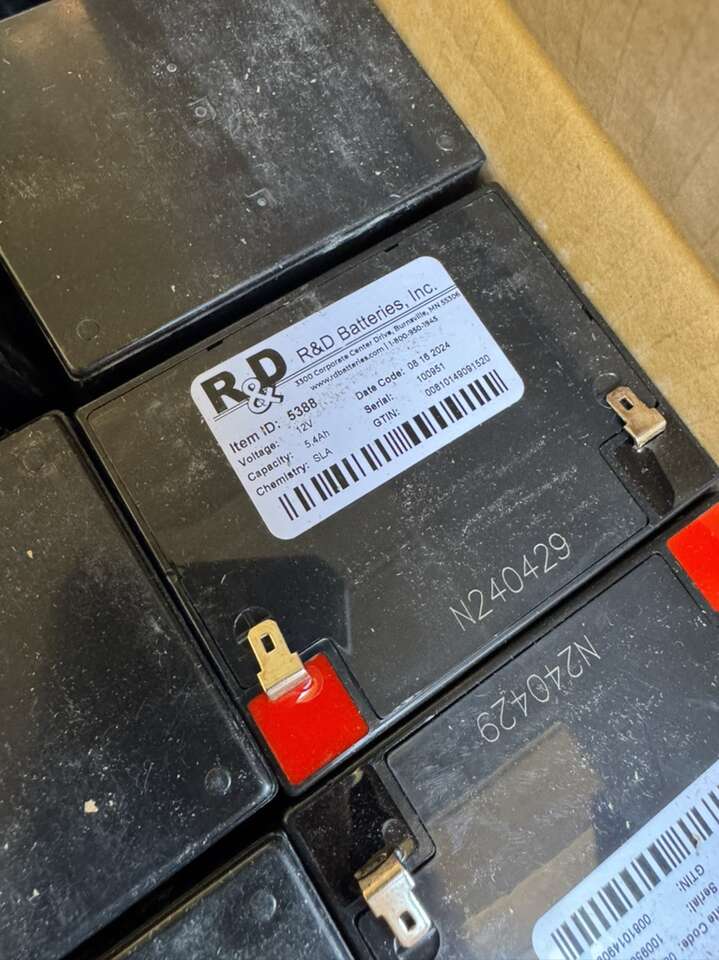 R&D
R&D Batteries, Inc.
3300 Corporate Center Drive, Burnsville, MN 55306
www.rdbatteries.com | 1-800-950-1945
Item ID: 5388
Voltage: 12V
Capacity: 5.4Ah
Chemistry: SLA
Date Code: 08.16.2024
Serial: 100951
GTIN: 00810149091520
N240429
N240429
GTIN:
Serial:
Code: